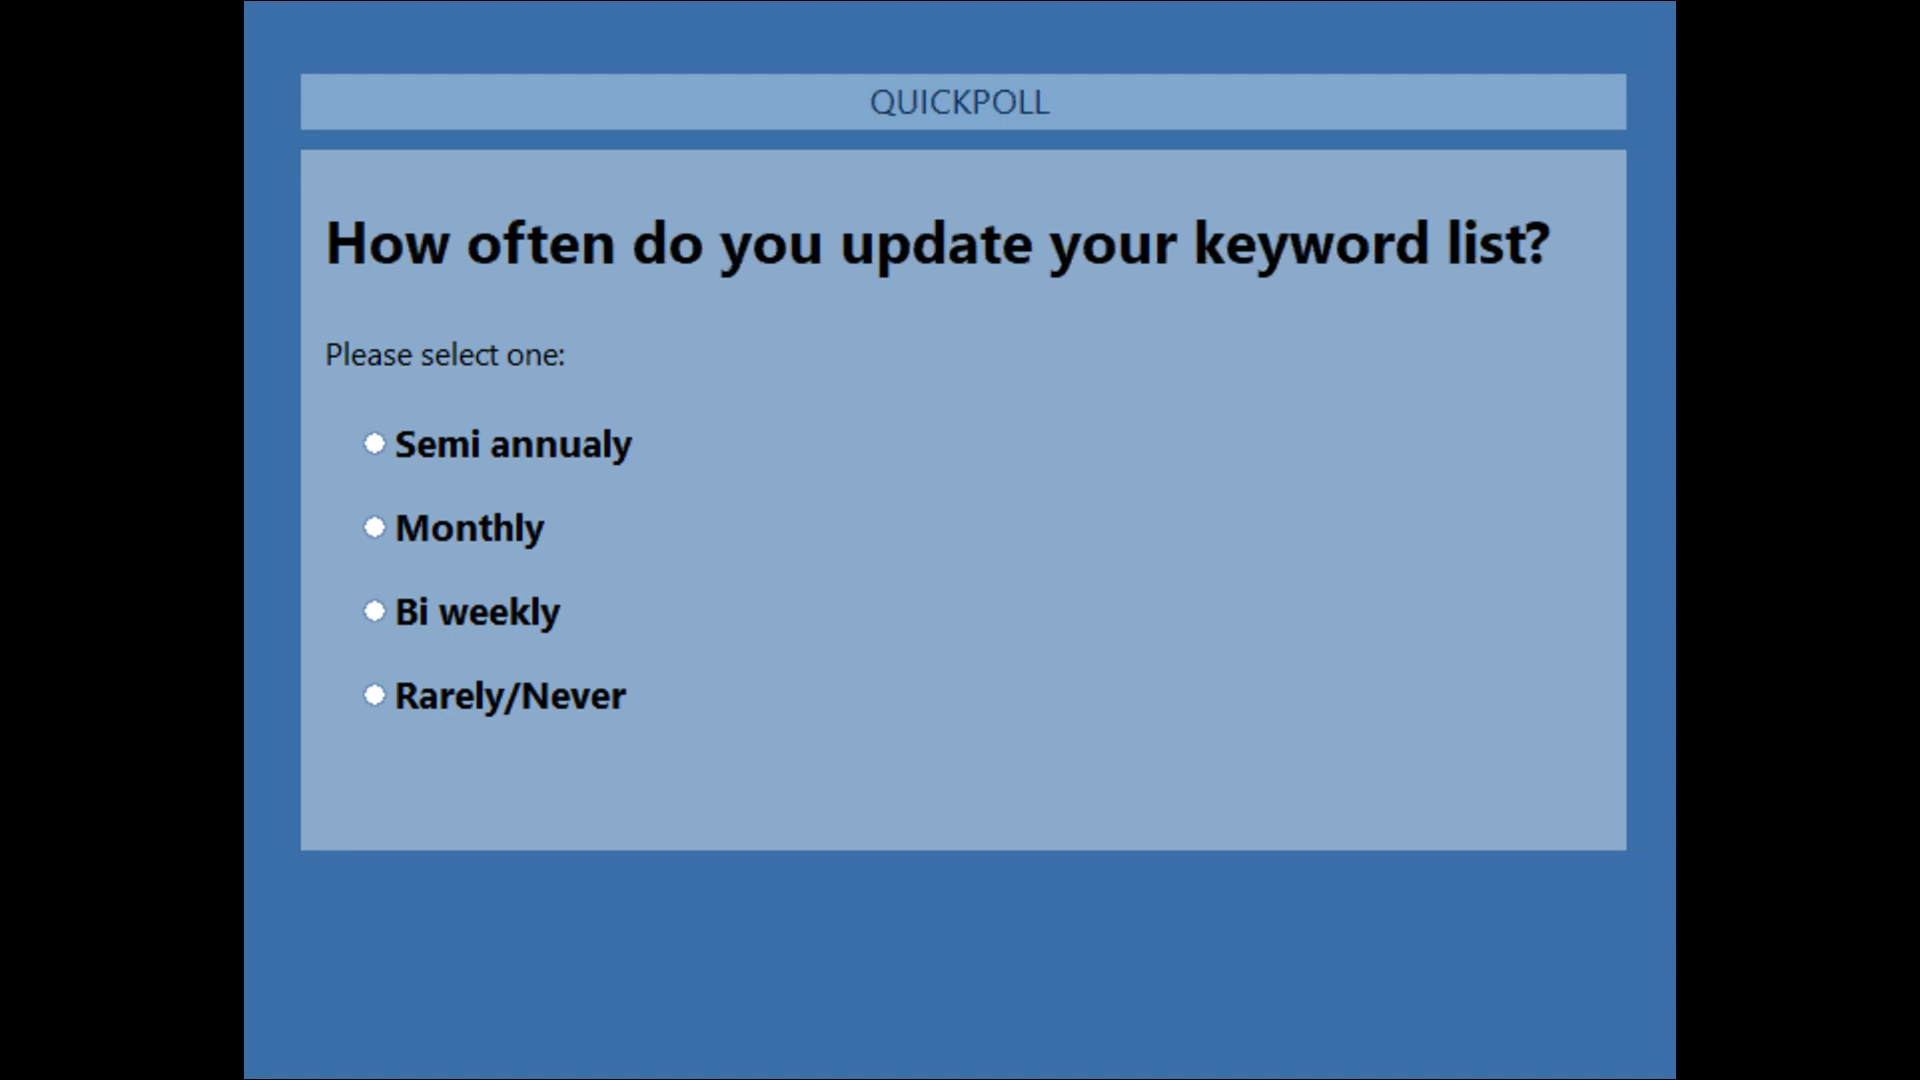 QUICKPOLL
How often do you update your keyword list?
Please select one:
Semi annualy
Monthly
Bi weekly
Rarely/Never